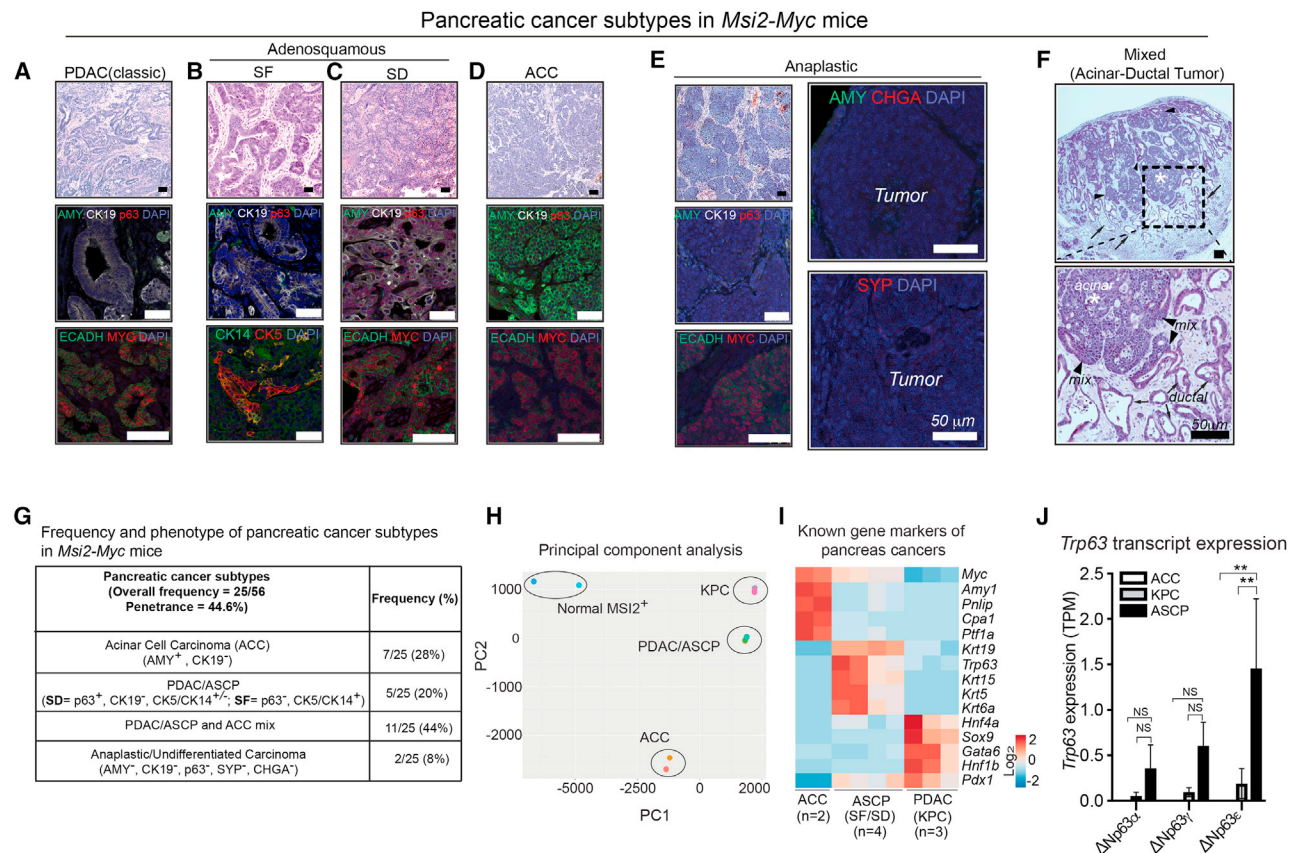 Pancreatic cancer subtypes in Msi2-Myc mice
A
PDAC(classic)
Adenosquamous
B
SF
C
SD
D
ACC
E
Anaplastic
F
Mixed
(Acinar-Ductal Tumor)
AMY CK19 p63 DAPI
AMY CK19 p63 DAPI
AMY CK19 p63 DAPI
AMY CK19 p63 DAPI
AMY CK19 p63 DAPI
ECADH MYC DAPI
CK14 CK5 DAPI
ECADH MYC DAPI
ECADH MYC DAPI
ECADH MYC DAPI
AMY CHGA DAPI
Tumor
SYP DAPI
Tumor
50 μm
*
acinar
*
mix
mix
ductal
50μm
G
Frequency and phenotype of pancreatic cancer subtypes
in Msi2-Myc mice
Pancreatic cancer subtypes
(Overall frequency = 25/56
Penetrance = 44.6%)
Frequency (%)
Acinar Cell Carcinoma (ACC)
(AMY⁺ , CK19⁻)
7/25 (28%)
PDAC/ASCP
(SD= p63⁺, CK19⁻, CK5/CK14⁺/⁻; SF= p63⁻, CK5/CK14⁺)
5/25 (20%)
PDAC/ASCP and ACC mix
11/25 (44%)
Anaplastic/Undifferentiated Carcinoma
(AMY⁻, CK19⁻, p63⁻, SYP⁻, CHGA⁻)
2/25 (8%)
H
Principal component analysis
PC2
1000
0
-1000
-2000
Normal MSI2⁺
KPC
PDAC/ASCP
ACC
-5000
-2500
0
2000
PC1
I
Known gene markers of
pancreas cancers
Myc
Amy1
Pnlip
Cpa1
Ptf1a
Krt19
Trp63
Krt15
Krt5
Krt6a
Hnf4a
Sox9
Gata6
Hnf1b
Pdx1
2
0
-2
Log2
ACC
(n=2)
ASCP
(SF/SD)
(n=4)
PDAC
(KPC)
(n=3)
J
Trp63 transcript expression
Trp63 expression (TPM)
2.5
2.0
1.5
1.0
0.5
0.0
ACC
KPC
ASCP
NS
NS
NS
NS
**
**
ΔNp63α
ΔNp63γ
ΔNp63ε